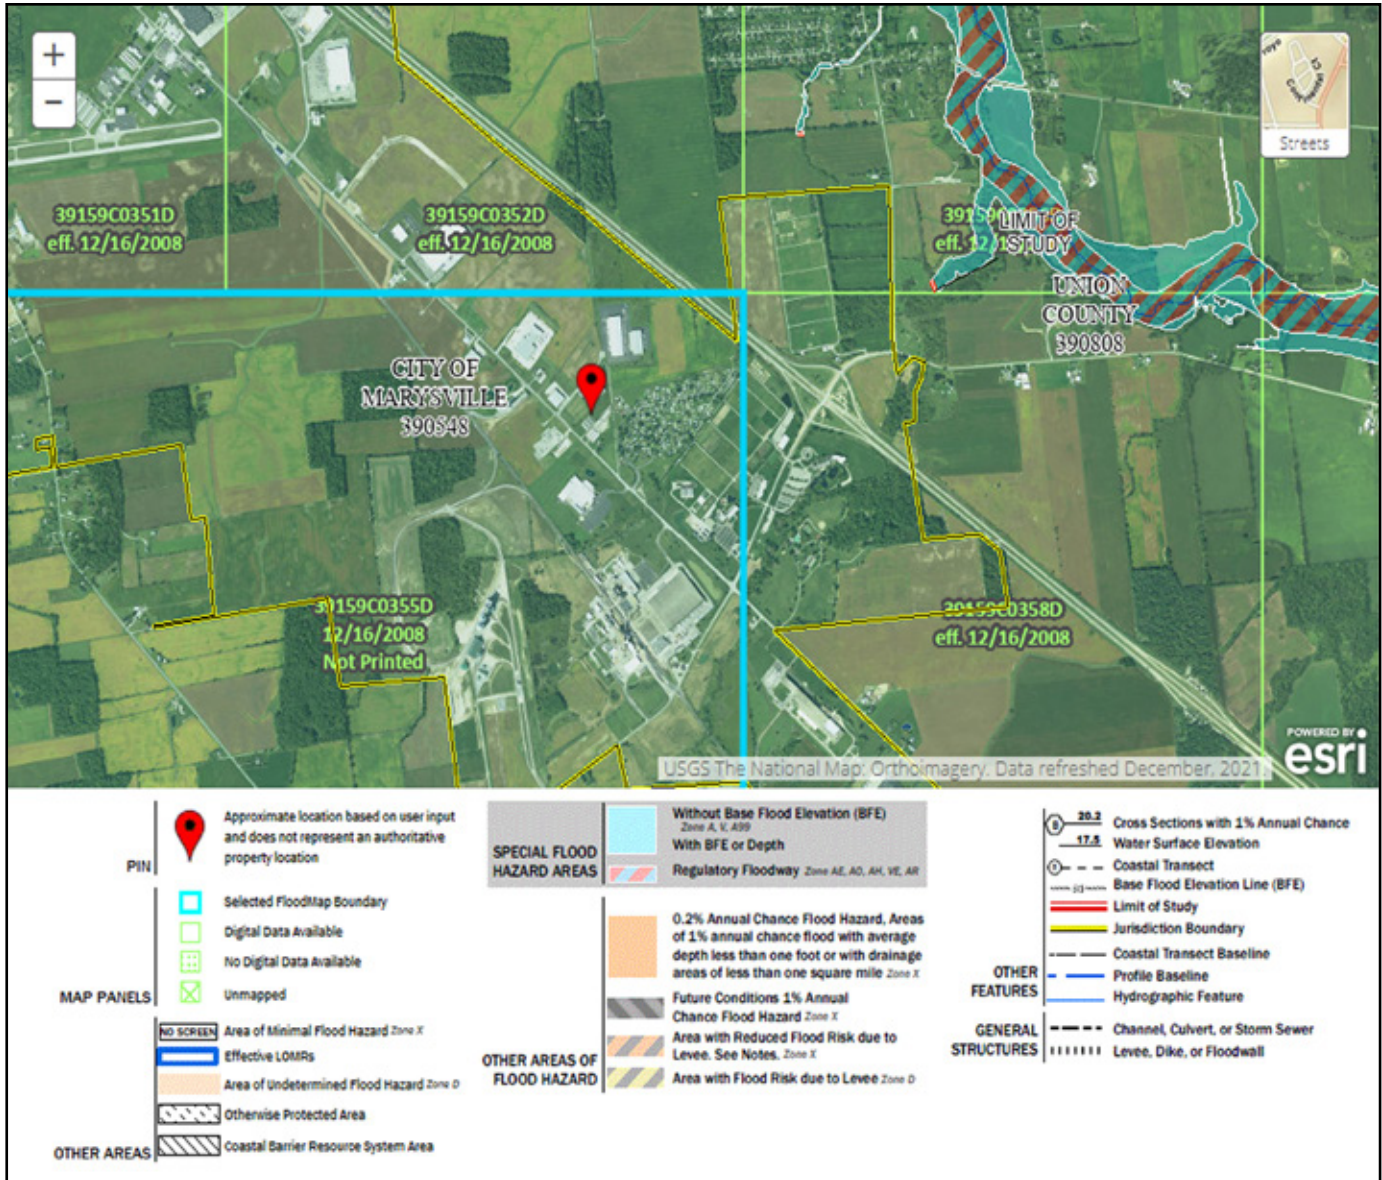 +
−
Streets
39159C0351D
eff. 12/16/2008
39159C0352D
eff. 12/16/2008
LIMIT OF
STUDY
UNION
COUNTY
390808
CITY OF
MARYSVILLE
390548
39159C0355D
12/16/2008
Not Printed
39159C0358D
eff. 12/16/2008
POWERED BY
esri
USGS The National Map: Orthoimagery. Data refreshed December, 2021
PIN
Approximate location based on user input
and does not represent an authoritative
property location
MAP PANELS
Selected FloodMap Boundary
Digital Data Available
No Digital Data Available
Unmapped
OTHER AREAS
NO SCREEN Area of Minimal Flood Hazard Zone X
Effective LOMRs
Area of Undetermined Flood Hazard Zone D
Otherwise Protected Area
Coastal Barrier Resource System Area
SPECIAL FLOOD
HAZARD AREAS
Without Base Flood Elevation (BFE)
Zone A, V, A99
With BFE or Depth
Regulatory Floodway Zone AE, AO, AH, VE, AR
OTHER AREAS OF
FLOOD HAZARD
0.2% Annual Chance Flood Hazard, Areas
of 1% annual chance flood with average
depth less than one foot or with drainage
areas of less than one square mile Zone X
Future Conditions 1% Annual
Chance Flood Hazard Zone X
Area with Reduced Flood Risk due to
Levee. See Notes. Zone X
Area with Flood Risk due to Levee Zone D
OTHER
FEATURES
20.2 Cross Sections with 1% Annual Chance
17.5 Water Surface Elevation
Coastal Transect
Base Flood Elevation Line (BFE)
Limit of Study
Jurisdiction Boundary
Coastal Transect Baseline
Profile Baseline
Hydrographic Feature
GENERAL
STRUCTURES
Channel, Culvert, or Storm Sewer
Levee, Dike, or Floodwall